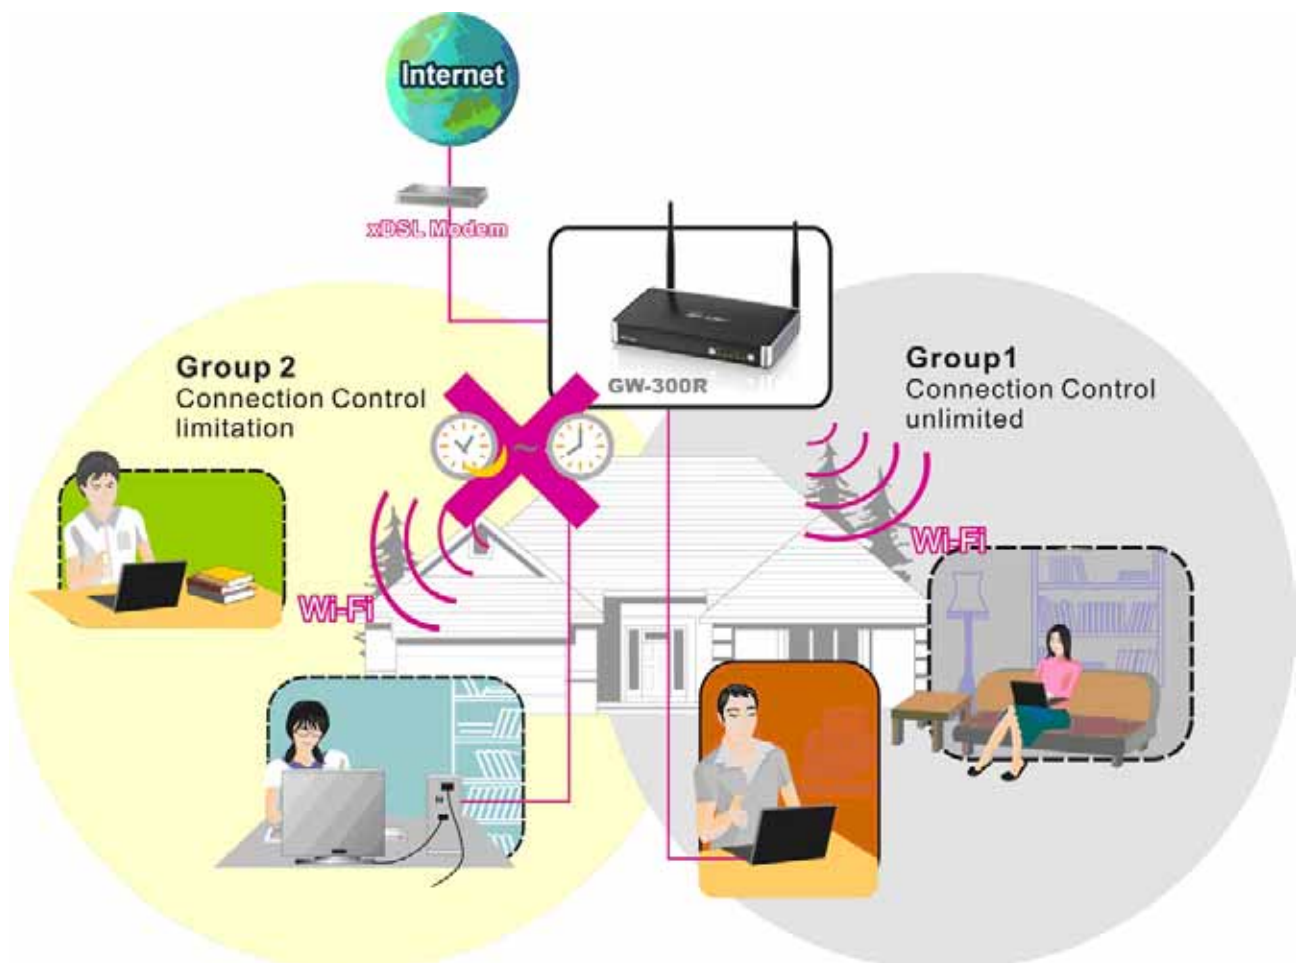 Internet
xDSL Modem
GW-300R
Group 2
Connection Control
limitation
Group1
Connection Control
unlimited
Wi-Fi
Wi-Fi